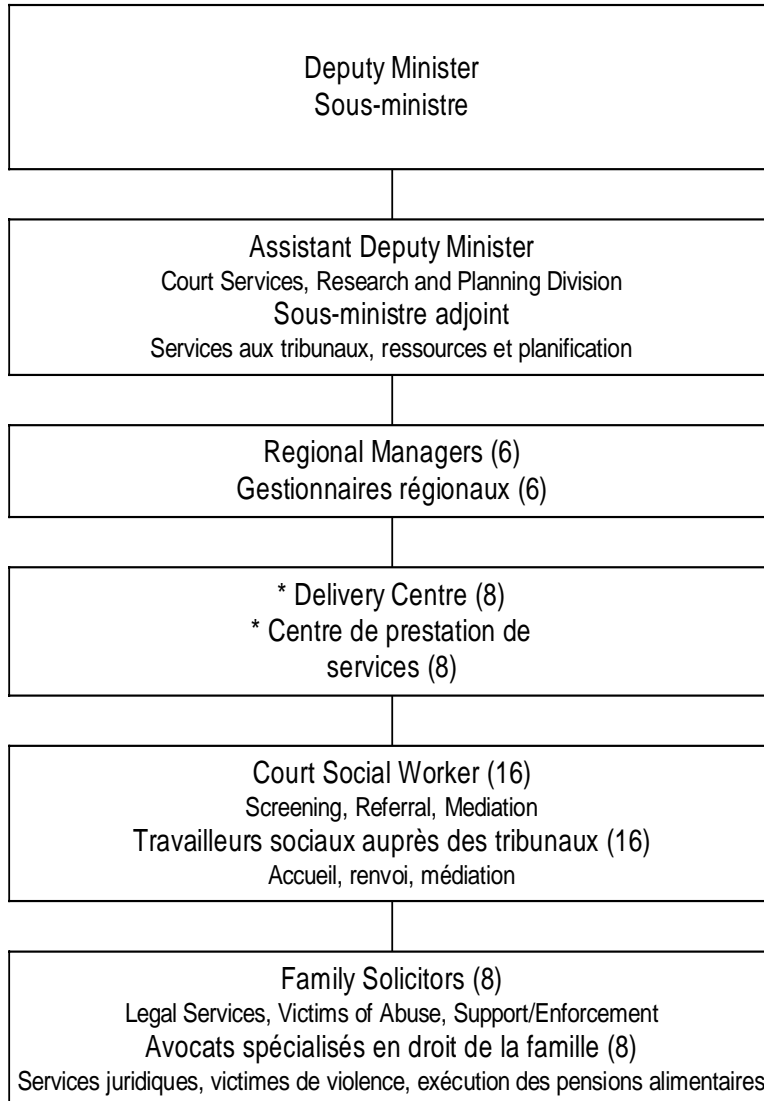 Deputy Minister
Sous-ministre
Assistant Deputy Minister
Court Services, Research and Planning Division
Sous-ministre adjoint
Services aux tribunaux, ressources et planification
Regional Managers (6)
Gestionnaires régionaux (6)
* Delivery Centre (8)
* Centre de prestation de
services (8)
Court Social Worker (16)
Screening, Referral, Mediation
Travailleurs sociaux auprès des tribunaux (16)
Accueil, renvoi, médiation
Family Solicitors (8)
Legal Services, Victims of Abuse, Support/Enforcement
Avocats spécialisés en droit de la famille (8)
Services juridiques, victimes de violence, exécution des pensions alimentaires